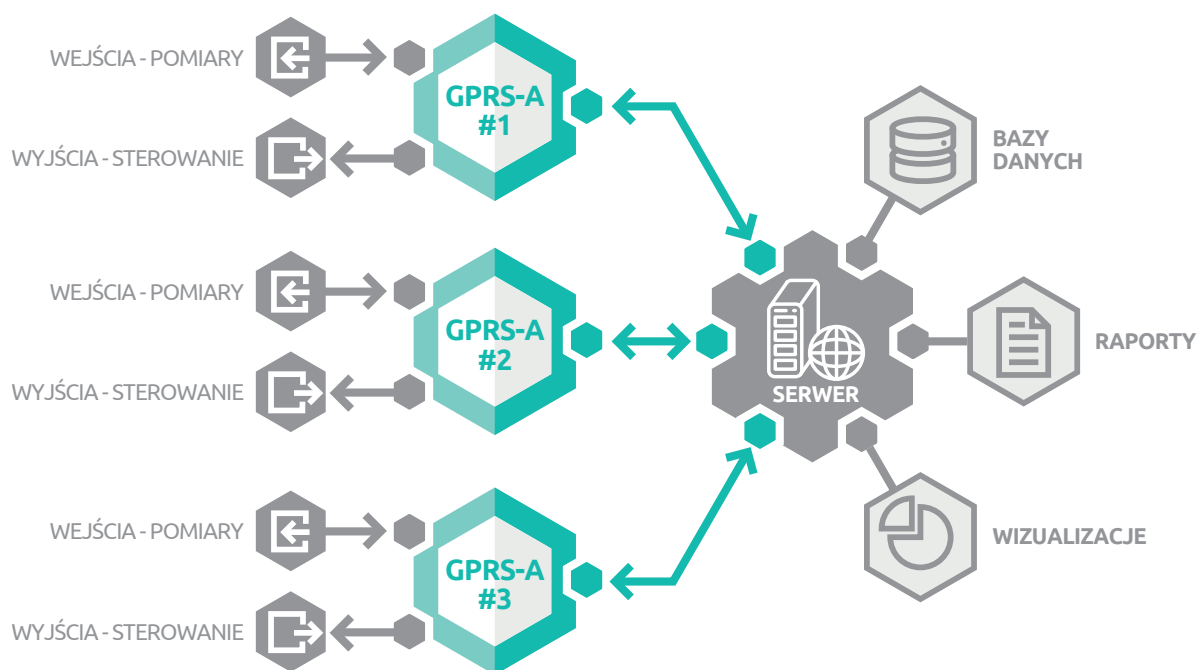 WEJŚCIA - POMIARY
GPRS-A
#1
WYJŚCIA - STEROWANIE
BAZY
DANYCH
WEJŚCIA - POMIARY
GPRS-A
#2
WYJŚCIA - STEROWANIE
SERWER
RAPORTY
WEJŚCIA - POMIARY
GPRS-A
#3
WYJŚCIA - STEROWANIE
WIZUALIZACJE